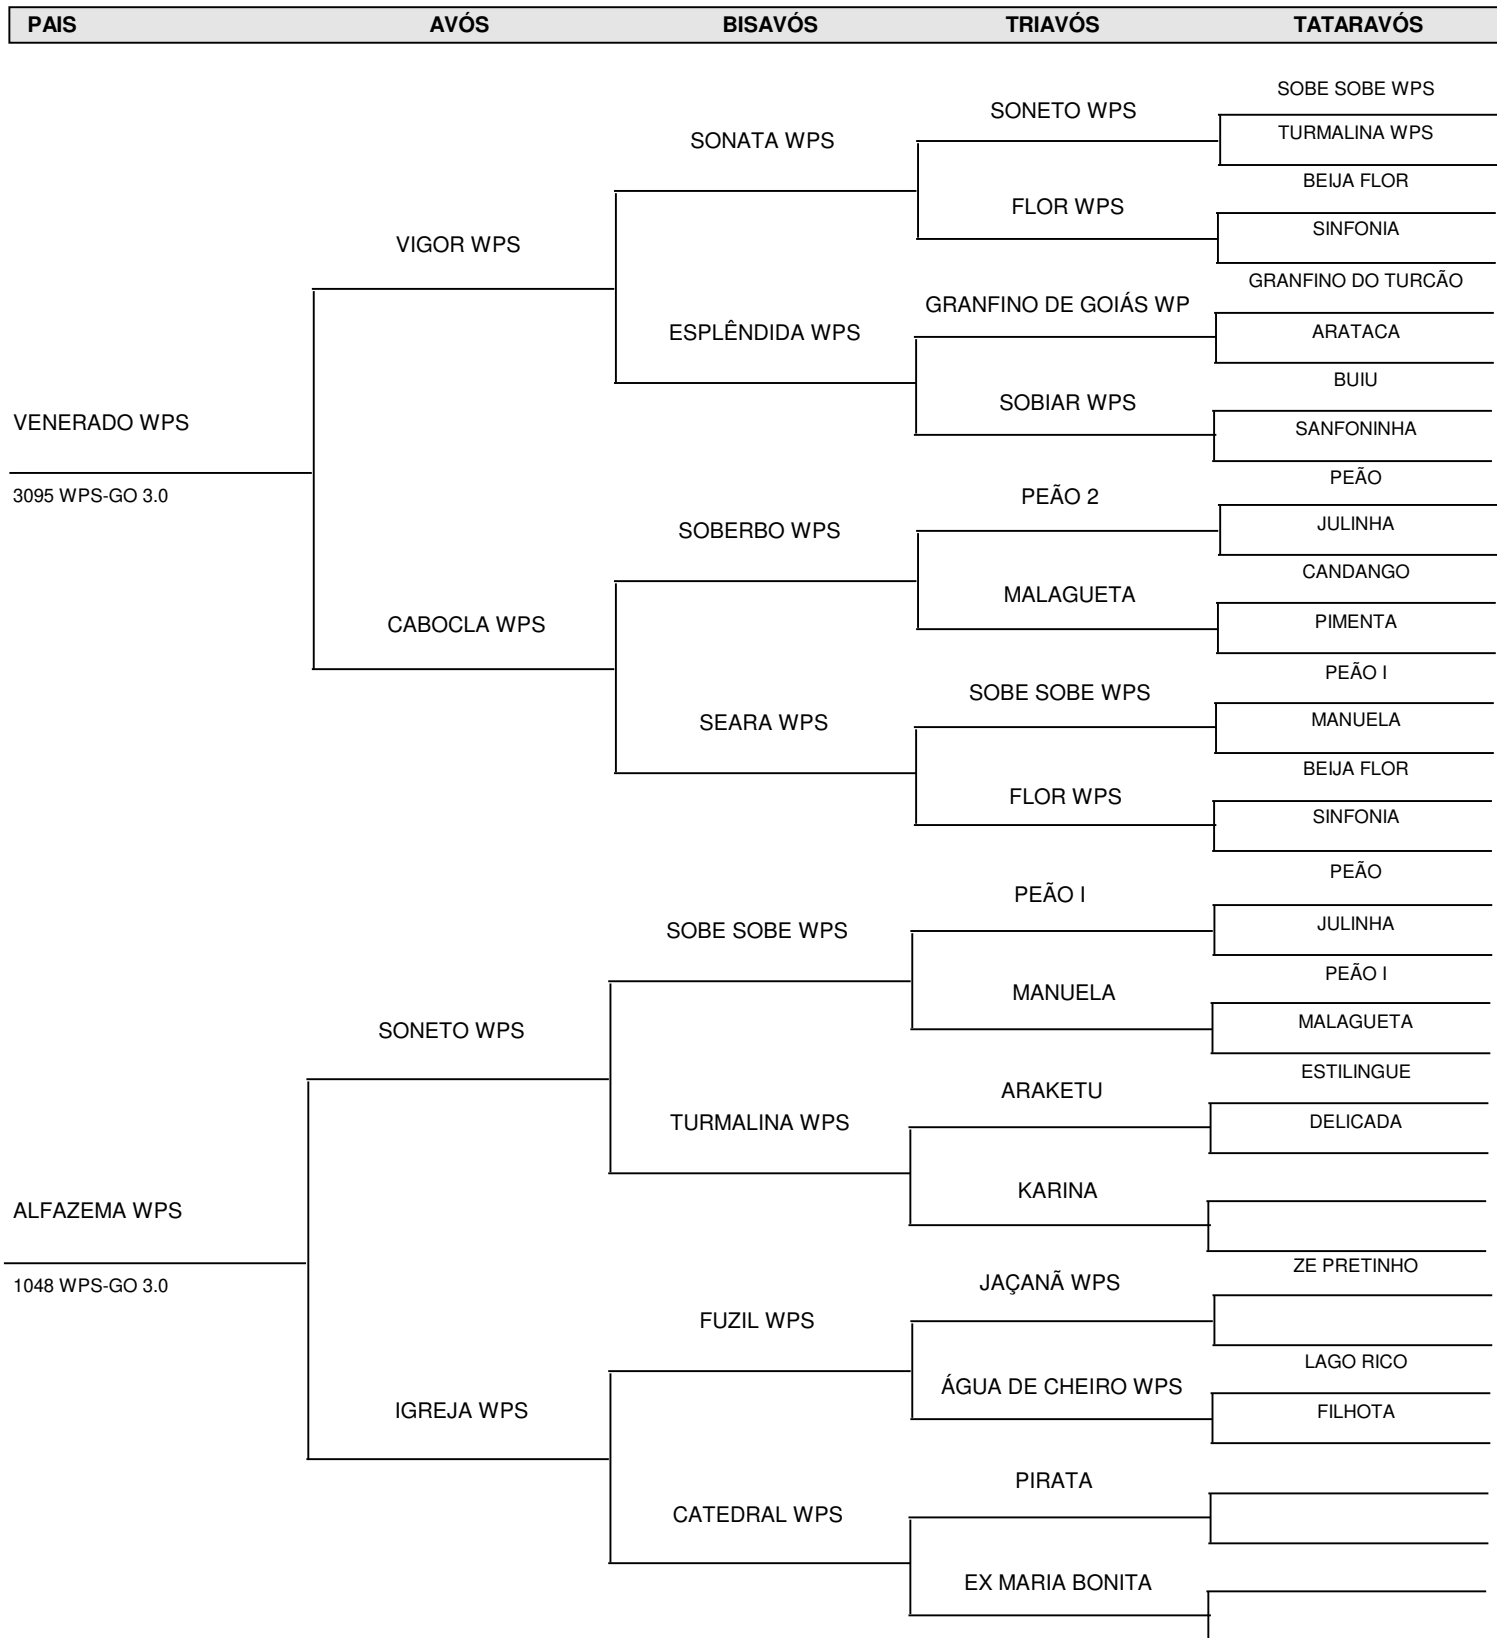 PAIS AVÓS BISAVÓS TRIAVÓS TATARAVÓS
SOBE SOBE WPS
SONETO WPS
TURMALINA WPS
SONATA WPS
BEIJA FLOR
FLOR WPS
SINFONIA
VIGOR WPS
GRANFINO DO TURCÃO
GRANFINO DE GOIÁS WP
ARATACA
ESPLÊNDIDA WPS
BUIU
SOBIAR WPS
SANFONINHA
VENERADO WPS
3095 WPS-GO 3.0
PEÃO
PEÃO 2
JULINHA
SOBERBO WPS
CANDANGO
MALAGUETA
PIMENTA
CABOCLA WPS
PEÃO I
SOBE SOBE WPS
MANUELA
SEARA WPS
BEIJA FLOR
FLOR WPS
SINFONIA
PEÃO
PEÃO I
JULINHA
SOBE SOBE WPS
PEÃO I
MANUELA
MALAGUETA
SONETO WPS
ESTILINGUE
ARAKETU
DELICADA
TURMALINA WPS
KARINA
ALFAZEMA WPS
1048 WPS-GO 3.0
ZE PRETINHO
JAÇANÃ WPS
FUZIL WPS
LAGO RICO
ÁGUA DE CHEIRO WPS
FILHOTA
IGREJA WPS
PIRATA
CATEDRAL WPS
EX MARIA BONITA